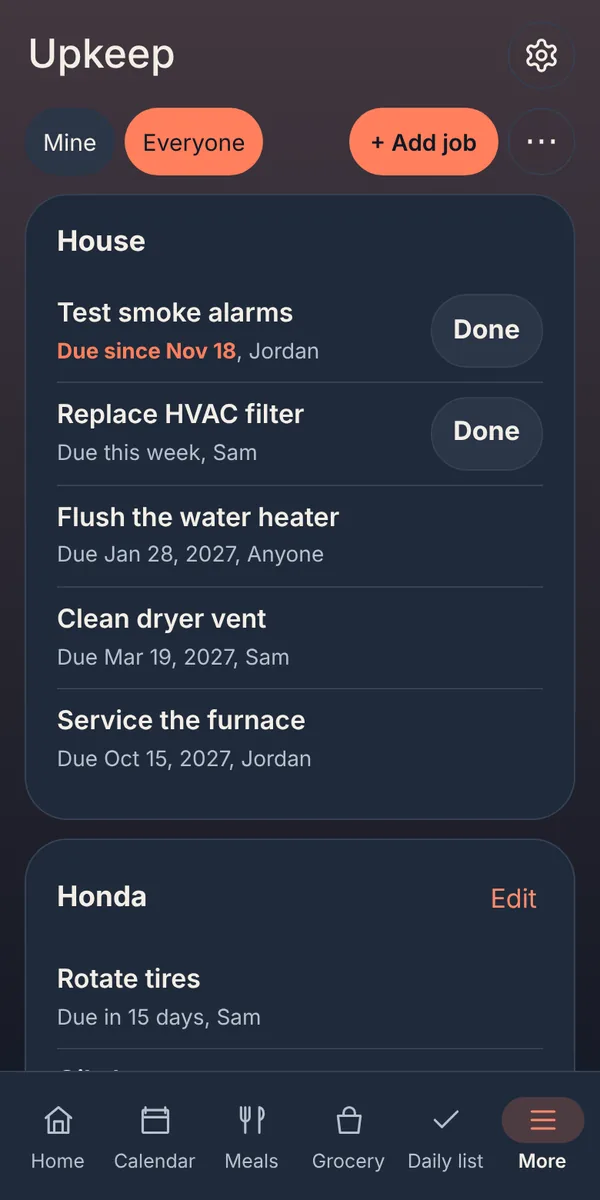 Upkeep
Mine
Everyone
+ Add job
...
House
Test smoke alarms
Due since Nov 18, Jordan
Done
Replace HVAC filter
Due this week, Sam
Done
Flush the water heater
Due Jan 28, 2027, Anyone
Clean dryer vent
Due Mar 19, 2027, Sam
Service the furnace
Due Oct 15, 2027, Jordan
Honda
Edit
Rotate tires
Due in 15 days, Sam
Home
Calendar
Meals
Grocery
Daily list
More